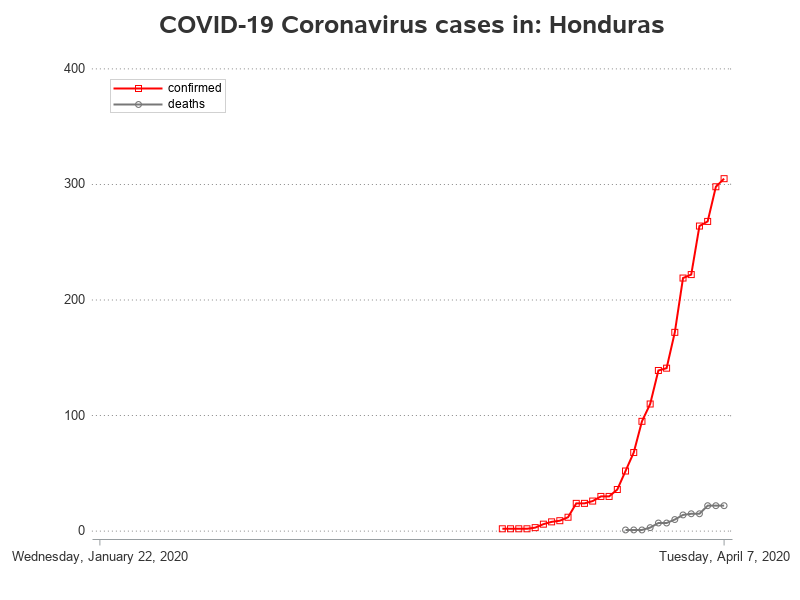 COVID-19 Coronavirus cases in: Honduras
400
confirmed
deaths
300
200
100
0
Wednesday, January 22, 2020 Tuesday, April 7, 2020